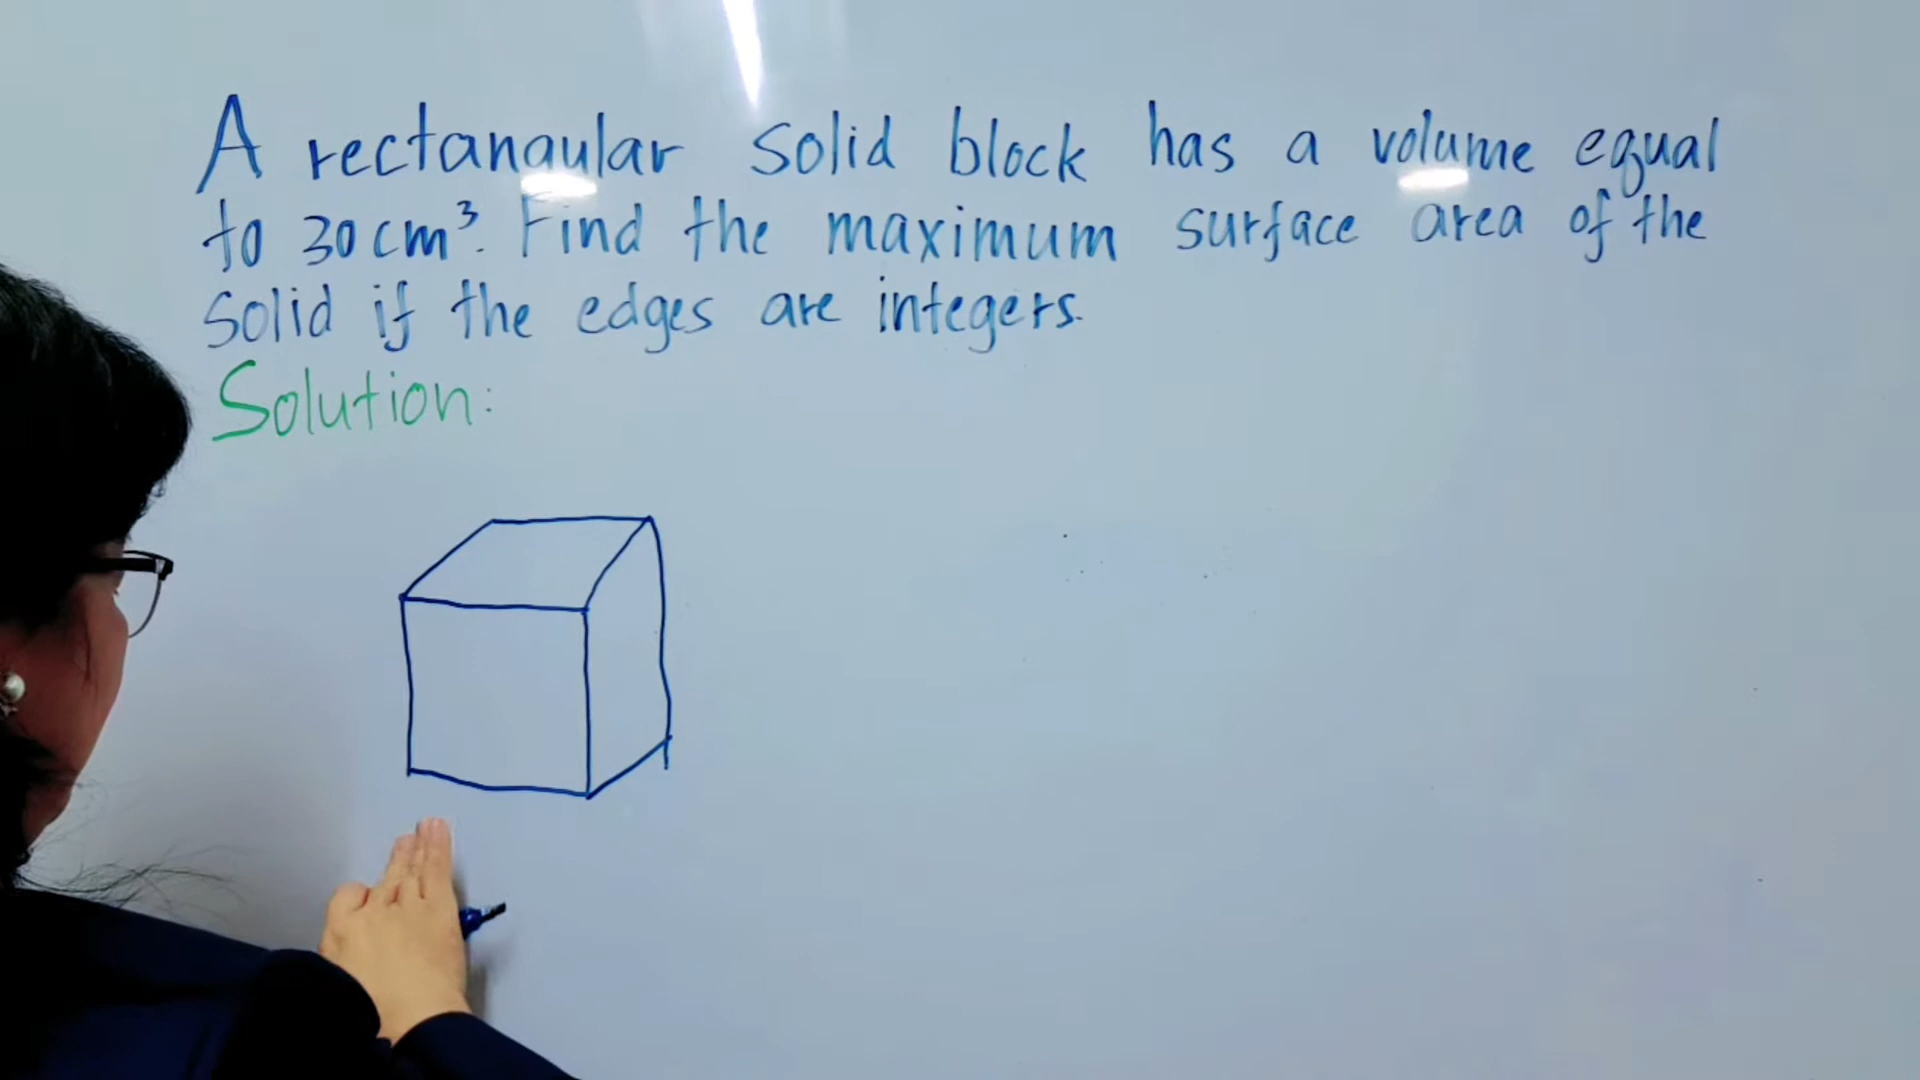 A rectangular solid block has a volume equal
to 30 cm³. Find the maximum surface area of the
solid if the edges are integers.
Solution: